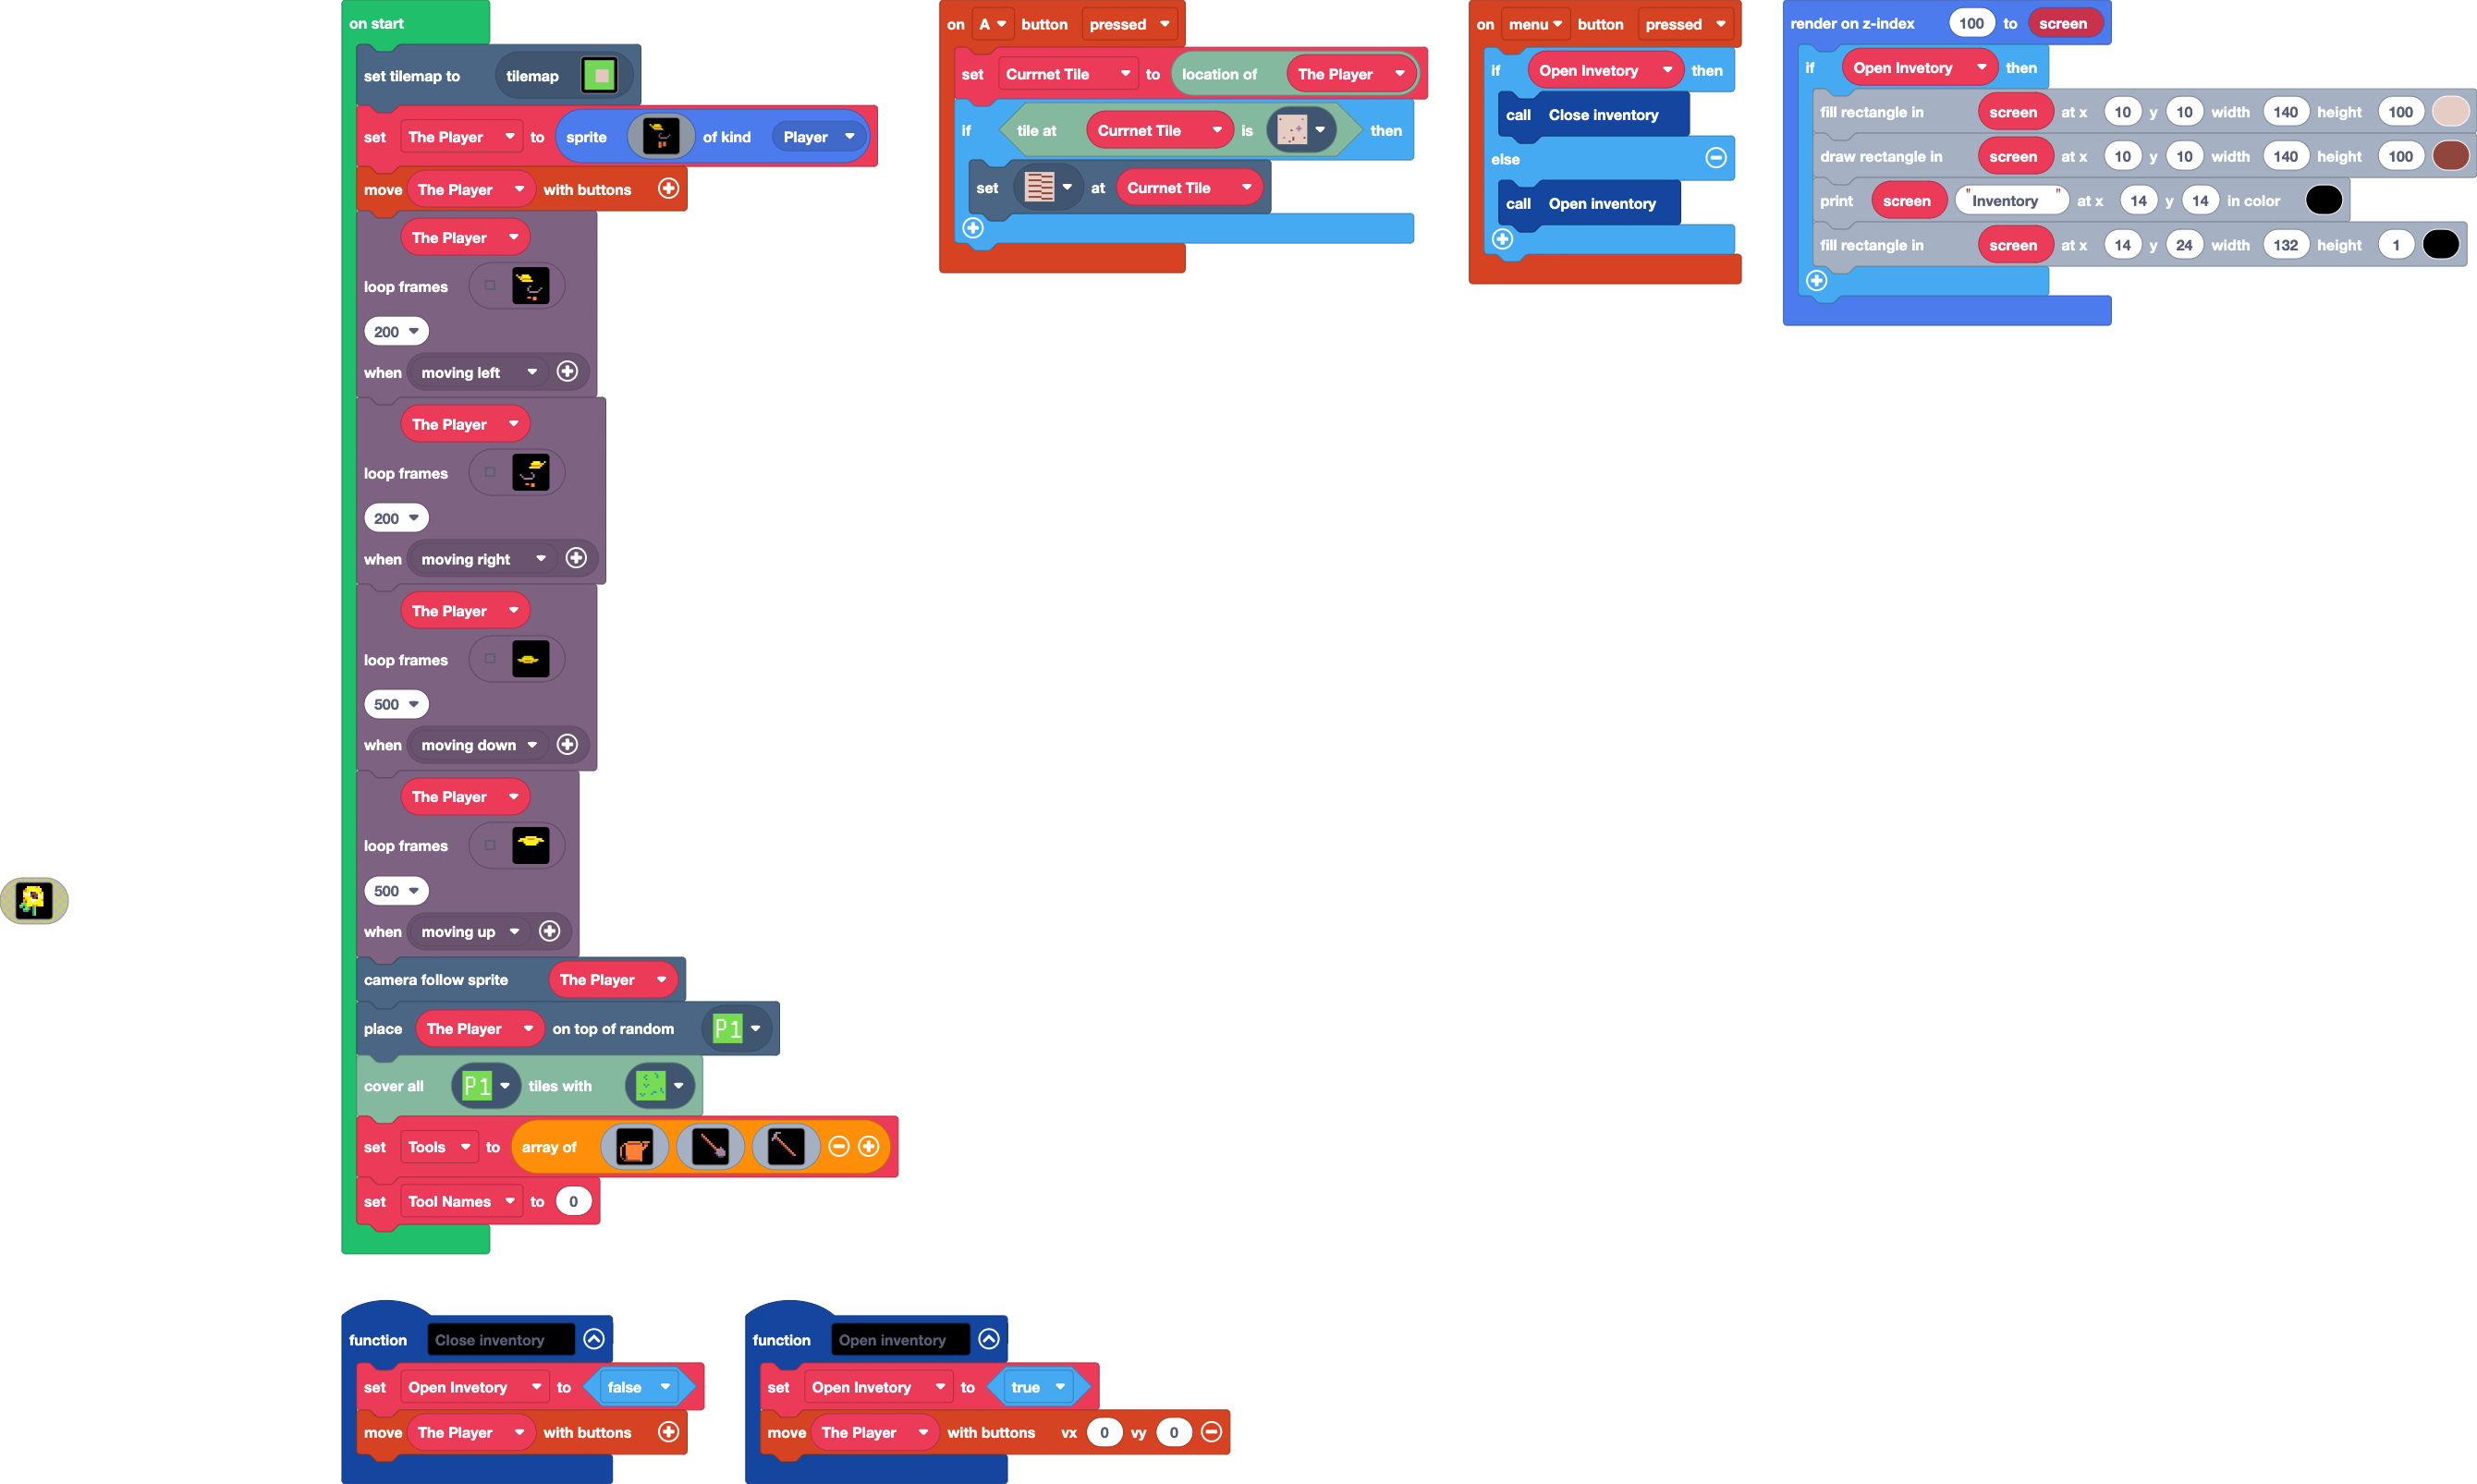 on start
set tilemap to tilemap
set The Player to sprite of kind Player
move The Player with buttons
The Player
loop frames
200
when moving left
The Player
loop frames
200
when moving right
The Player
loop frames
500
when moving down
The Player
loop frames
500
when moving up
camera follow sprite The Player
place The Player on top of random P1
cover all P1 tiles with
set Tools to array of
set Tool Names to 0
on A button pressed
set Currnet Tile to location of The Player
if tile at Currnet Tile is then
set at Currnet Tile
on menu button pressed
if Open Invetory then
call Close inventory
else
call Open inventory
render on z-index 100 to screen
if Open Invetory then
fill rectangle in screen at x 10 y 10 width 140 height 100
draw rectangle in screen at x 10 y 10 width 140 height 100
print screen "Inventory" at x 14 y 14 in color
fill rectangle in screen at x 14 y 24 width 132 height 1
function Close inventory
set Open Invetory to false
move The Player with buttons
function Open inventory
set Open Invetory to true
move The Player with buttons vx 0 vy 0